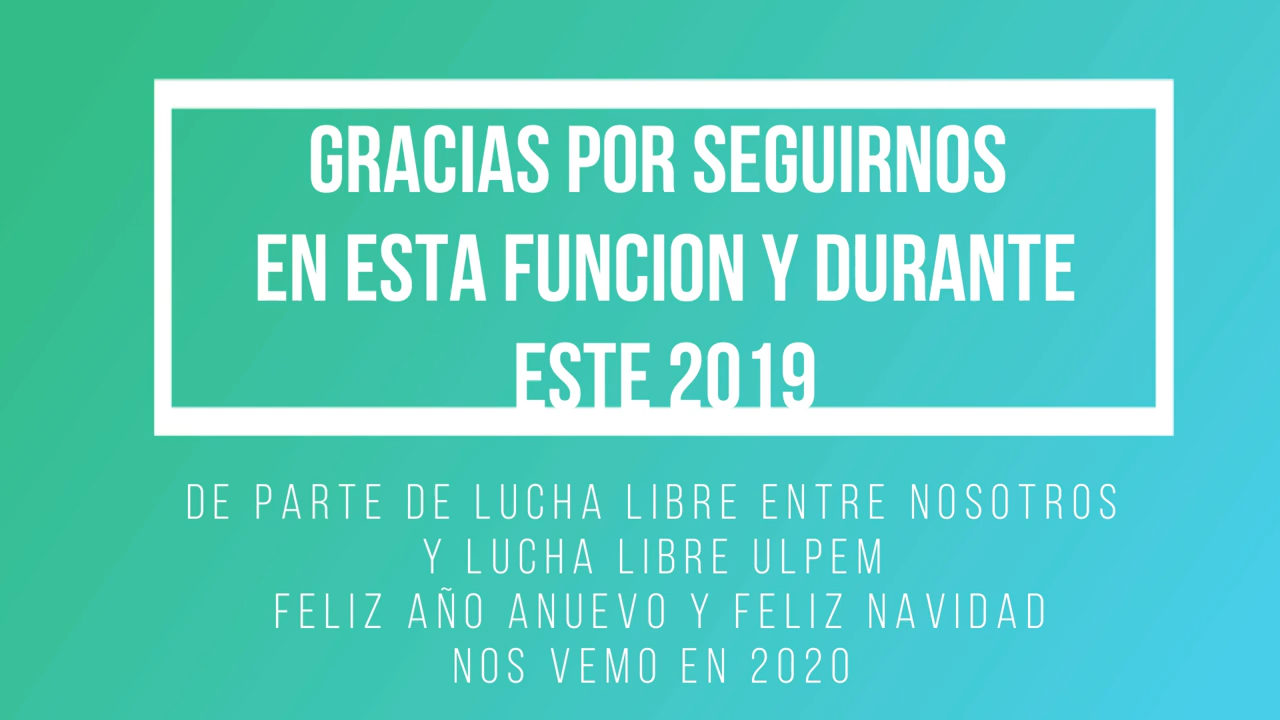 GRACIAS POR SEGUIRNOS
EN ESTA FUNCION Y DURANTE
ESTE 2019
DE PARTE DE LUCHA LIBRE ENTRE NOSOTROS
Y LUCHA LIBRE ULPEM
FELIZ AÑO ANUEVO Y FELIZ NAVIDAD
NOS VEMO EN 2020